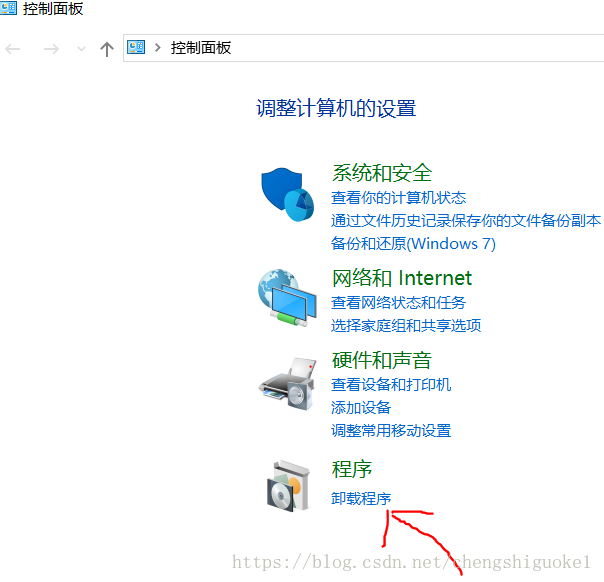 控制面板
控制面板
调整计算机的设置
系统和安全
查看你的计算机状态
通过文件历史记录保存你的文件备份副本
备份和还原(Windows 7)
网络和 Internet
查看网络状态和任务
选择家庭组和共享选项
硬件和声音
查看设备和打印机
添加设备
调整常用移动设置
程序
卸载程序
https://blog.csdn.net/chengshiguoke1